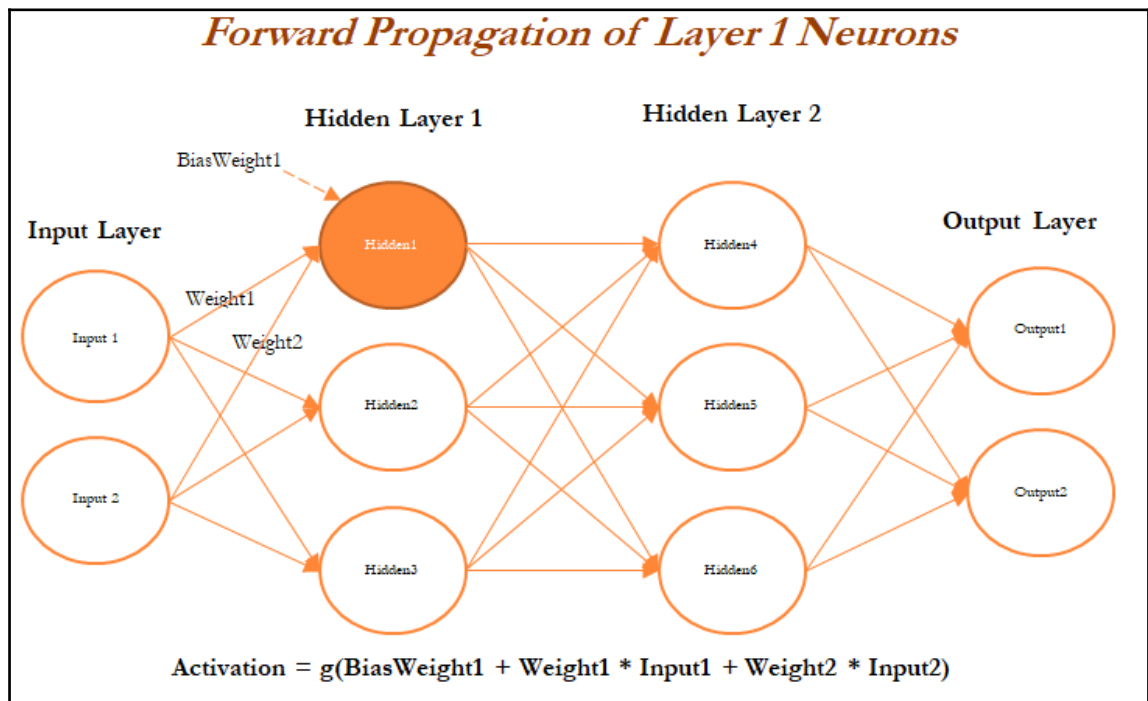 Forward Propagation of Layer 1 Neurons
Hidden Layer 1
Hidden Layer 2
BiasWeight1
Input Layer
Output Layer
Hidden1
Hidden4
Weight1
Input 1
Weight2
Output1
Hidden2
Hidden5
Input 2
Output2
Hidden3
Hidden6
Activation = g(BiasWeight1 + Weight1 * Input1 + Weight2 * Input2)